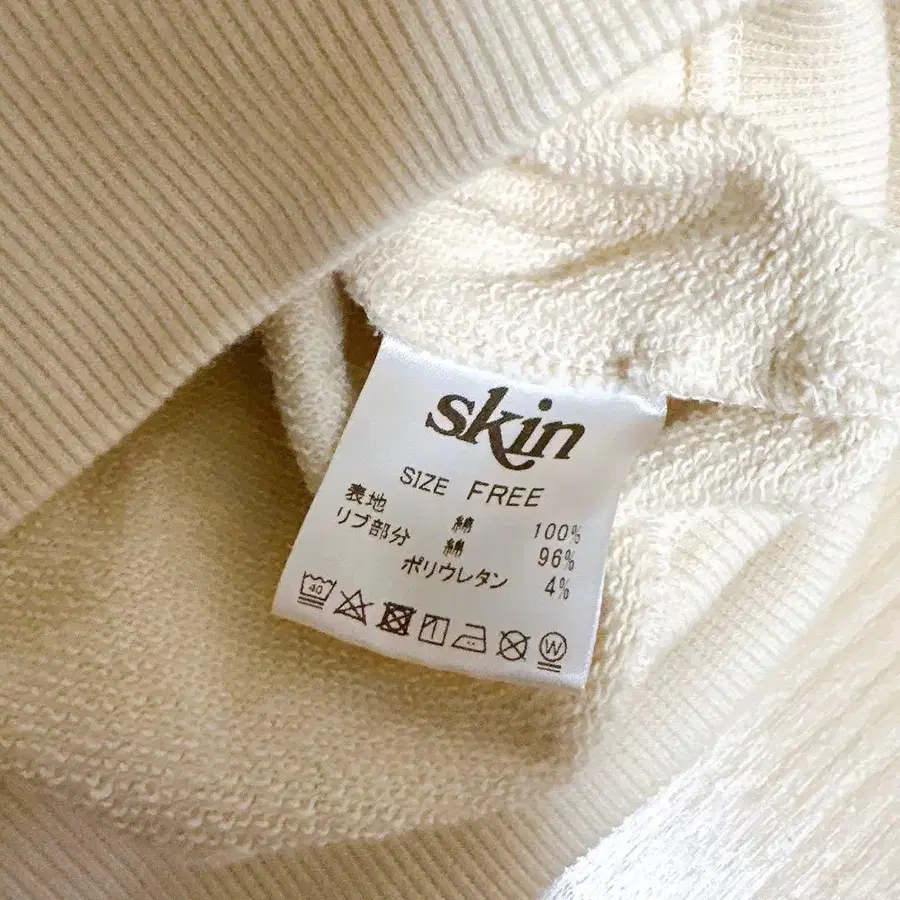 skin
SIZE FREE
表地 綿 100%
リブ部分 綿 96%
ポリウレタン 4%
40
W